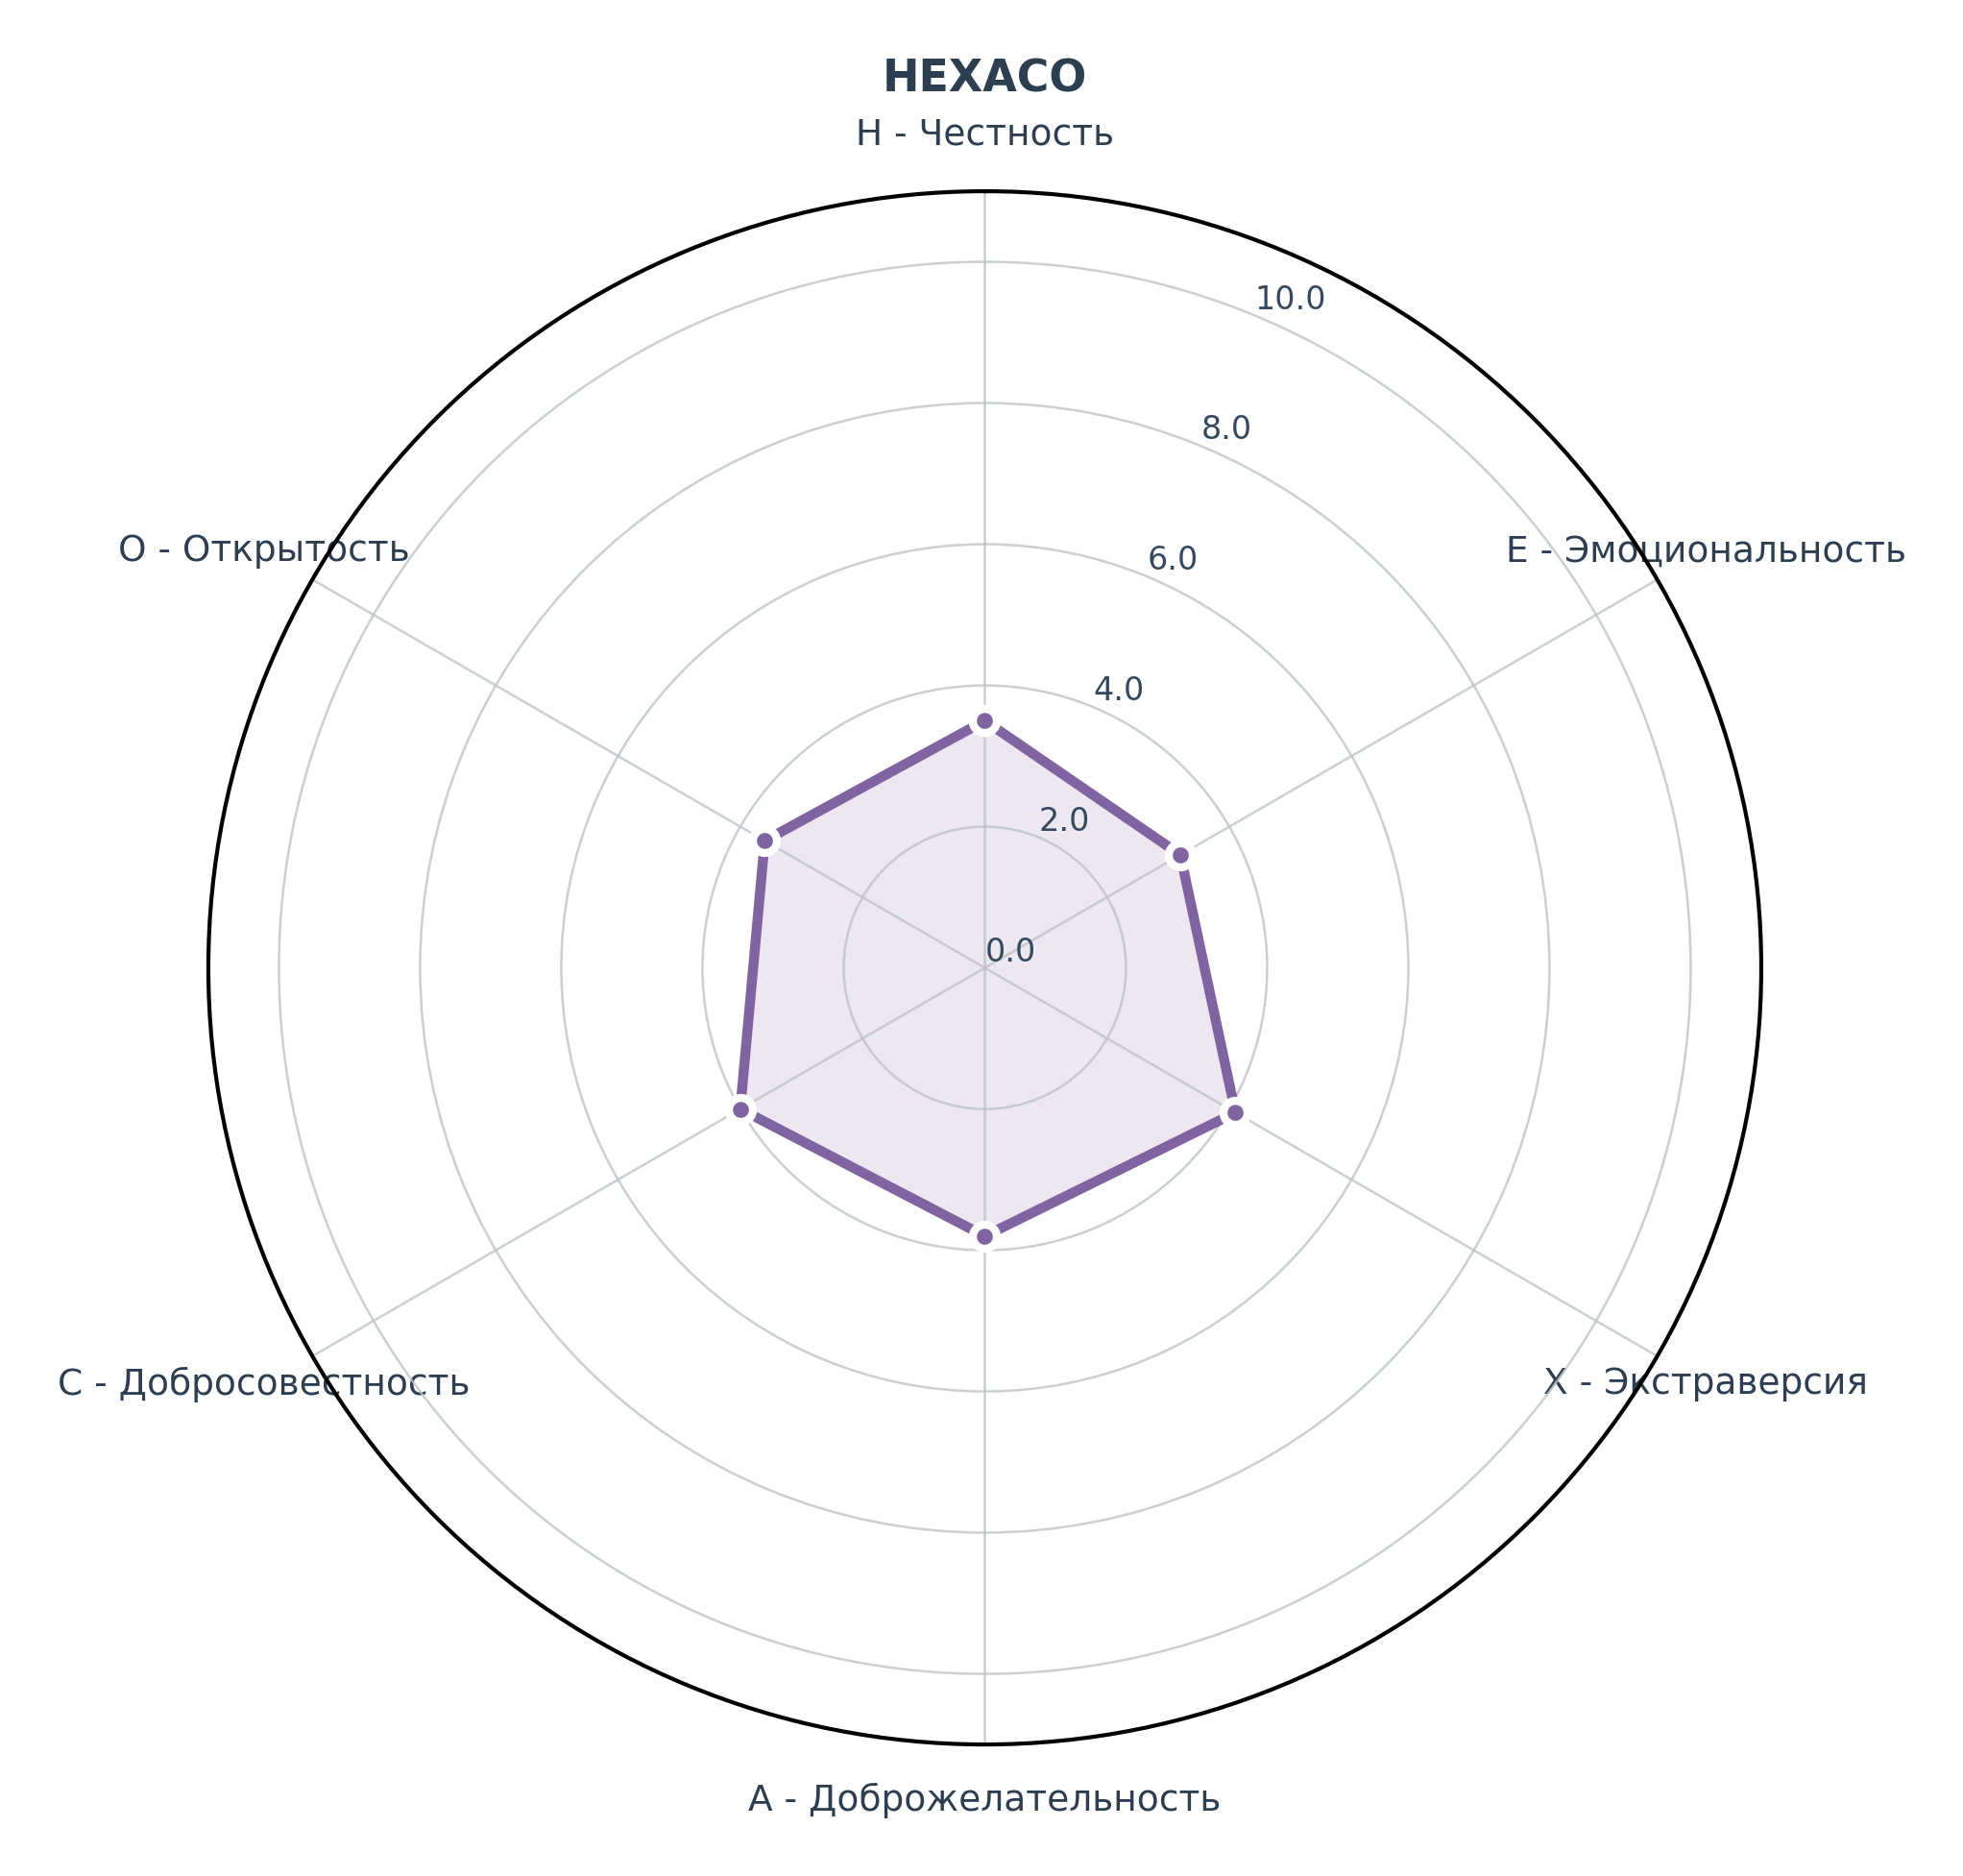 HEXACO
H - Честность
10.0
8.0
O - Открытость
E - Эмоциональность
6.0
4.0
2.0
0.0
C - Добросовестность
X - Экстраверсия
A - Доброжелательность